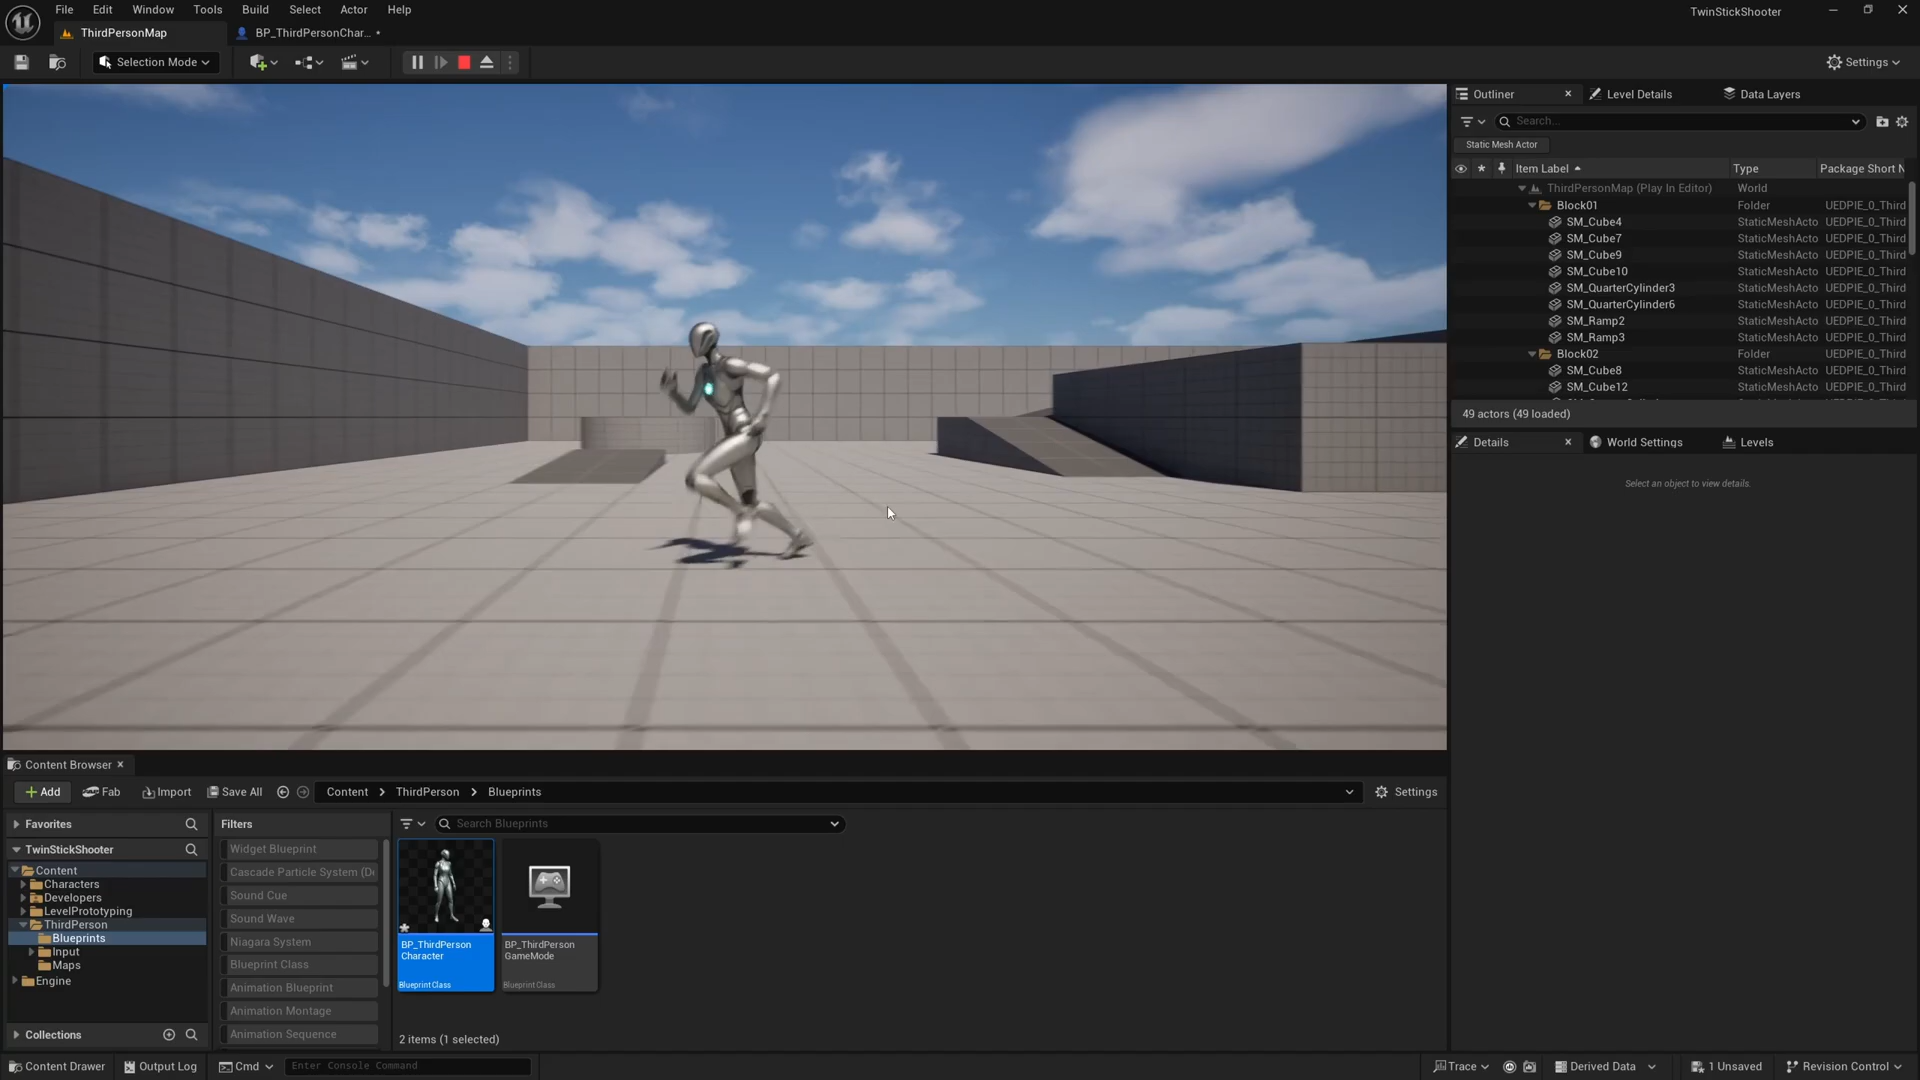 File Edit Window Tools Build Select Actor Help
TwinStickShooter
ThirdPersonMap
BP_ThirdPersonChar... •
Selection Mode
Settings
Outliner
Level Details
Data Layers
Search...
Static Mesh Actor
Item Label Type Package Short N
ThirdPersonMap (Play In Editor) World
Block01 Folder UEDPIE_0_Third
SM_Cube4 StaticMeshActo UEDPIE_0_Third
SM_Cube7 StaticMeshActo UEDPIE_0_Third
SM_Cube9 StaticMeshActo UEDPIE_0_Third
SM_Cube10 StaticMeshActo UEDPIE_0_Third
SM_QuarterCylinder3 StaticMeshActo UEDPIE_0_Third
SM_QuarterCylinder6 StaticMeshActo UEDPIE_0_Third
SM_Ramp2 StaticMeshActo UEDPIE_0_Third
SM_Ramp3 StaticMeshActo UEDPIE_0_Third
Block02 Folder UEDPIE_0_Third
SM_Cube8 StaticMeshActo UEDPIE_0_Third
SM_Cube12 StaticMeshActo UEDPIE_0_Third
49 actors (49 loaded)
Details
World Settings
Levels
Select an object to view details.
Content Browser
Add Fab Import Save All Content ThirdPerson Blueprints Settings
Favorites
TwinStickShooter
Content
Characters
Developers
LevelPrototyping
ThirdPerson
Blueprints
Input
Maps
Engine
Collections
Filters
Widget Blueprint
Cascade Particle System (De
Sound Cue
Sound Wave
Niagara System
Blueprint Class
Animation Blueprint
Animation Montage
Animation Sequence
Search Blueprints
BP_ThirdPerson
Character
Blueprint Class
BP_ThirdPerson
GameMode
Blueprint Class
2 items (1 selected)
Content Drawer Output Log Cmd Enter Console Command Trace Derived Data 1 Unsaved Revision Control